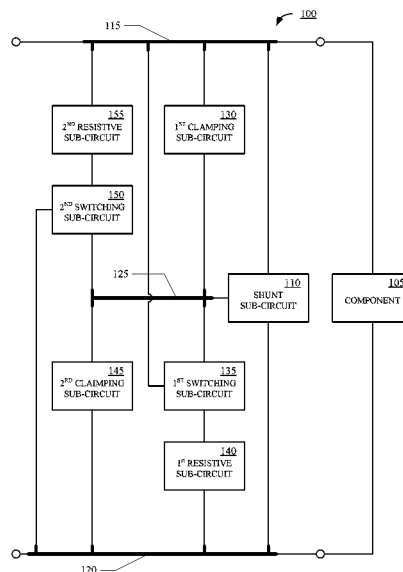 100
115
155
2ND RESISTIVE
SUB-CIRCUIT
130
1ST CLAMPING
SUB-CIRCUIT
150
2ND SWITCHING
SUB-CIRCUIT
125
110
SHUNT
SUB-CIRCUIT
105
COMPONENT
145
2RD CLAIMPING
SUB-CIRCUIT
135
1ST SWITCHING
SUB-CIRCUIT
140
1st RESISTIVE
SUB-CIRCUIT
120